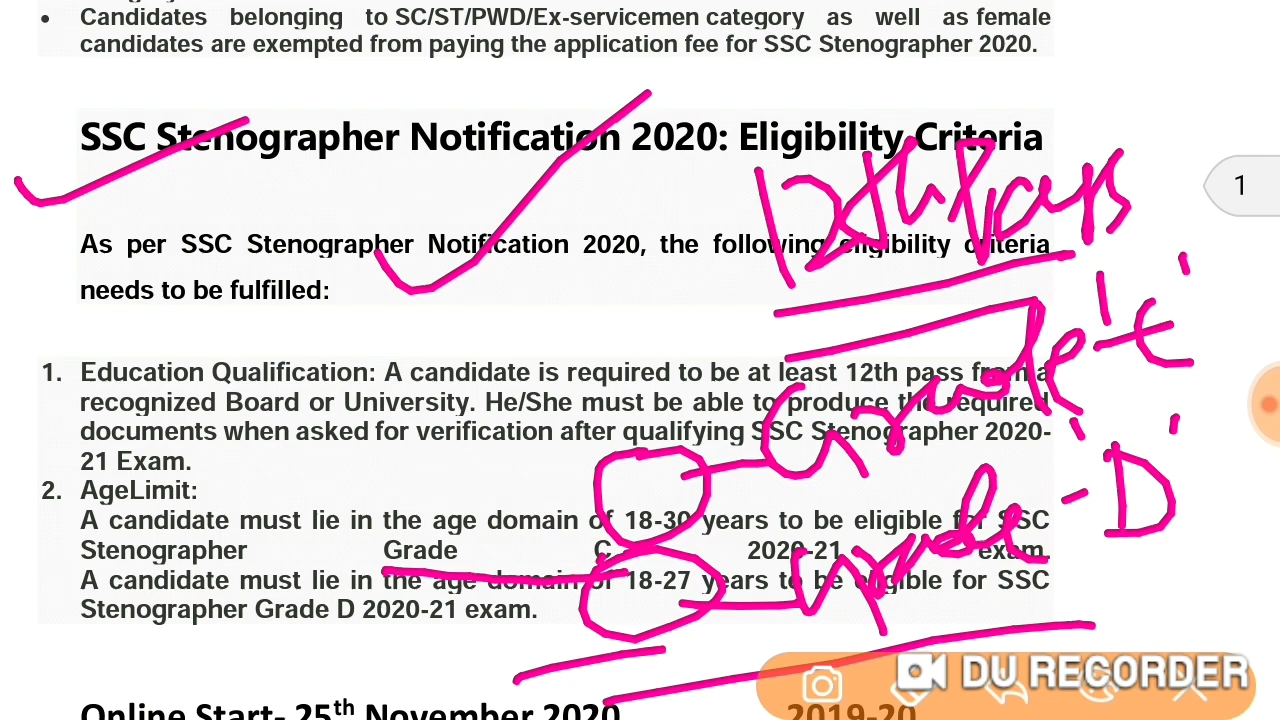 • Candidates belonging to SC/ST/PWD/Ex-servicemen category as well as female
candidates are exempted from paying the application fee for SSC Stenographer 2020.
SSC Stenographer Notification 2020: Eligibility Criteria
12th Pass
1
As per SSC Stenographer Notification 2020, the following eligibility criteria
needs to be fulfilled:
Grade-'C'
1. Education Qualification: A candidate is required to be at least 12th pass from a
recognized Board or University. He/She must be able to produce the required
documents when asked for verification after qualifying SSC Stenographer 2020-
21 Exam.
Grade-'D'
2. AgeLimit:
A candidate must lie in the age domain of 18-30 years to be eligible for SSC
Stenographer Grade C 2020-21 exam.
A candidate must lie in the age domain of 18-27 years to be eligible for SSC
Stenographer Grade D 2020-21 exam.
DU RECORDER
Online Start- 25th November 2020 2019-20